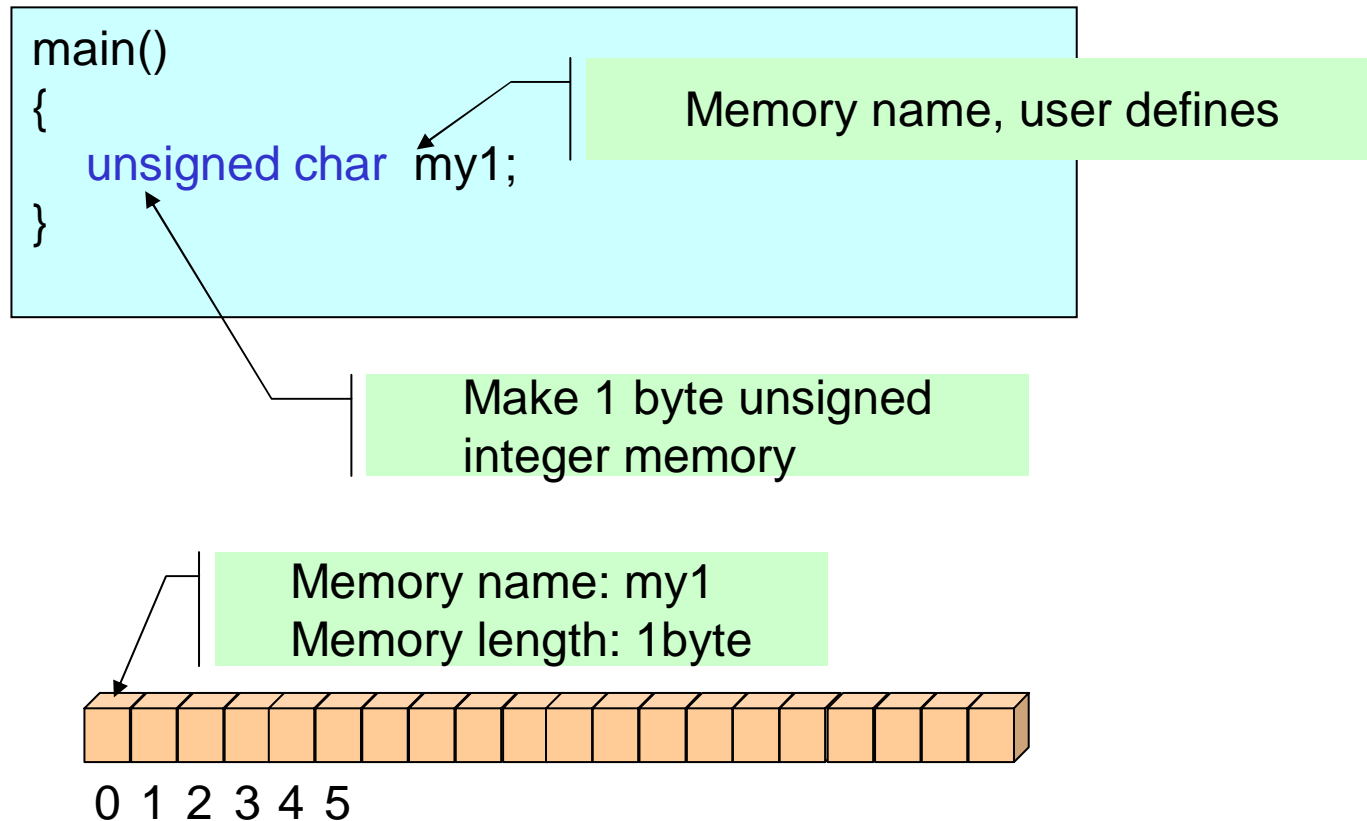 main()
{
unsigned char my1;
}
Memory name, user defines
Make 1 byte unsigned
integer memory
Memory name: my1
Memory length: 1byte
0 1 2 3 4 5